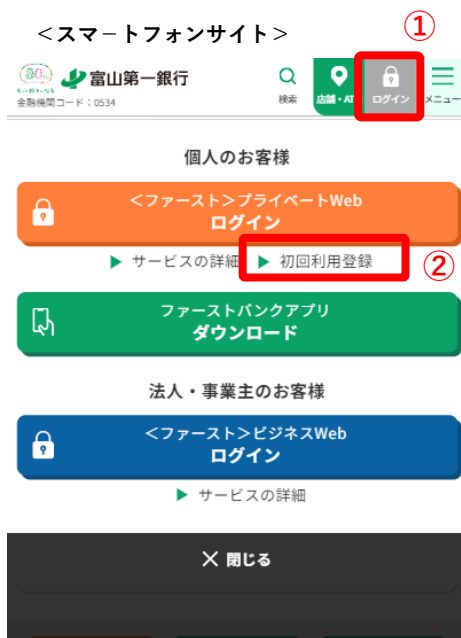 ＜スマートフォンサイト＞
①
80th
富山第一銀行
金融機関コード：0534
検索
店舗・AT
ログイン
メニュー
個人のお客様
＜ファースト＞プライベートWeb
ログイン
▶ サービスの詳細 ▶ 初回利用登録
②
ファーストバンクアプリ
ダウンロード
法人・事業主のお客様
＜ファースト＞ビジネスWeb
ログイン
▶ サービスの詳細
× 閉じる